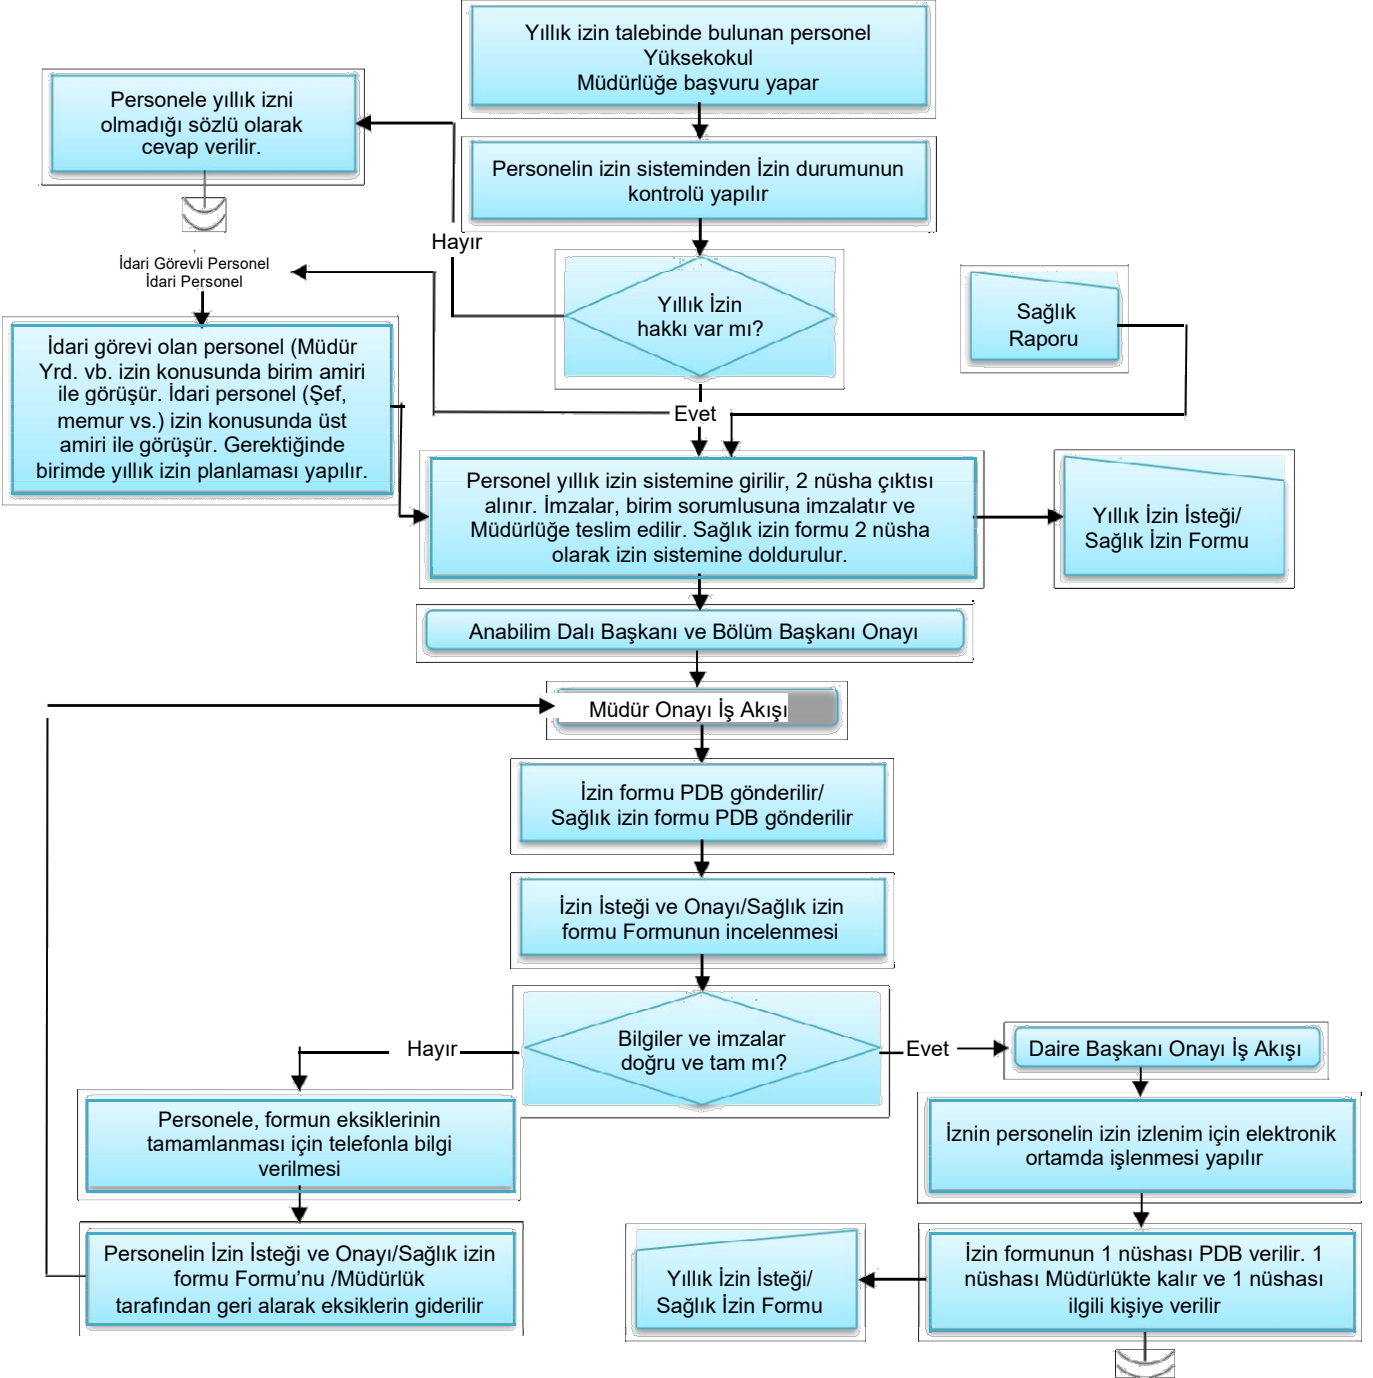 Yıllık izin talebinde bulunan personel
Yüksekokul
Müdürlüğe başvuru yapar
Personele yıllık izni
olmadığı sözlü olarak
cevap verilir.
Personelin izin sisteminden İzin durumunun
kontrolü yapılır
Hayır
İdari Görevli Personel
İdari Personel
Yıllık İzin
hakkı var mı?
Sağlık
Raporu
İdari görevi olan personel (Müdür
Yrd. vb. izin konusunda birim amiri
ile görüşür. İdari personel (Şef,
memur vs.) izin konusunda üst
amiri ile görüşür. Gerektiğinde
birimde yıllık izin planlaması yapılır.
Evet
Personel yıllık izin sistemine girilir, 2 nüsha çıktısı
alınır. İmzalar, birim sorumlusuna imzalatır ve
Müdürlüğe teslim edilir. Sağlık izin formu 2 nüsha
olarak izin sistemine doldurulur.
Yıllık İzin İsteği/
Sağlık İzin Formu
Anabilim Dalı Başkanı ve Bölüm Başkanı Onayı
Müdür Onayı İş Akışı
İzin formu PDB gönderilir/
Sağlık izin formu PDB gönderilir
İzin İsteği ve Onayı/Sağlık izin
formu Formunun incelenmesi
Bilgiler ve imzalar
doğru ve tam mı?
Hayır
Evet
Daire Başkanı Onayı İş Akışı
Personele, formun eksiklerinin
tamamlanması için telefonla bilgi
verilmesi
İznin personelin izin izlenim için elektronik
ortamda işlenmesi yapılır
Personelin İzin İsteği ve Onayı/Sağlık izin
formu Formu’nu /Müdürlük
tarafından geri alarak eksiklerin giderilir
Yıllık İzin İsteği/
Sağlık İzin Formu
İzin formunun 1 nüshası PDB verilir. 1
nüshası Müdürlükte kalır ve 1 nüshası
ilgili kişiye verilir